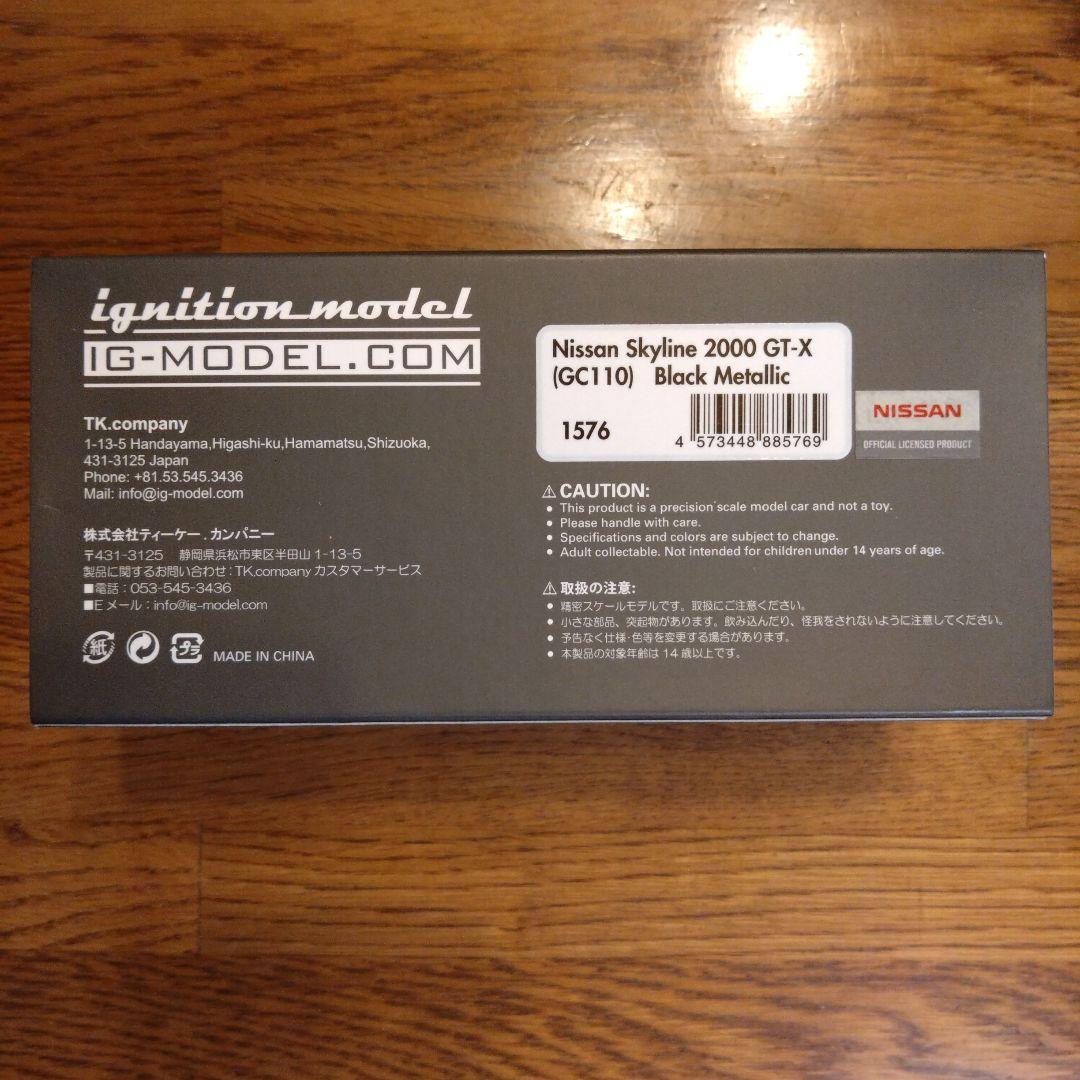 ignition model
IG-MODEL.COM
TK.company
1-13-5 Handayama,Higashi-ku,Hamamatsu,Shizuoka,
431-3125 Japan
Phone: +81.53.545.3436
Mail: info@ig-model.com
株式会社ティーケー.カンパニー
〒431-3125 静岡県浜松市東区半田山1-13-5
製品に関するお問い合わせ:TK.company カスタマーサービス
■電話:053-545-3436
■Eメール:info@ig-model.com
紙
プラ
MADE IN CHINA
Nissan Skyline 2000 GT-X
(GC110) Black Metallic
1576
4 573448 885769
NISSAN
OFFICIAL LICENSED PRODUCT
⚠ CAUTION:
● This product is a precision scale model car and not a toy.
● Please handle with care.
● Specifications and colors are subject to change.
● Adult collectable. Not intended for children under 14 years of age.
⚠ 取扱の注意:
● 精密スケールモデルです。取扱にご注意ください。
● 小さな部品、突起物があります。飲み込んだり、怪我をされないように注意してください。
● 予告なく仕様・色等を変更する場合があります。
● 本製品の対象年齢は14歳以上です。